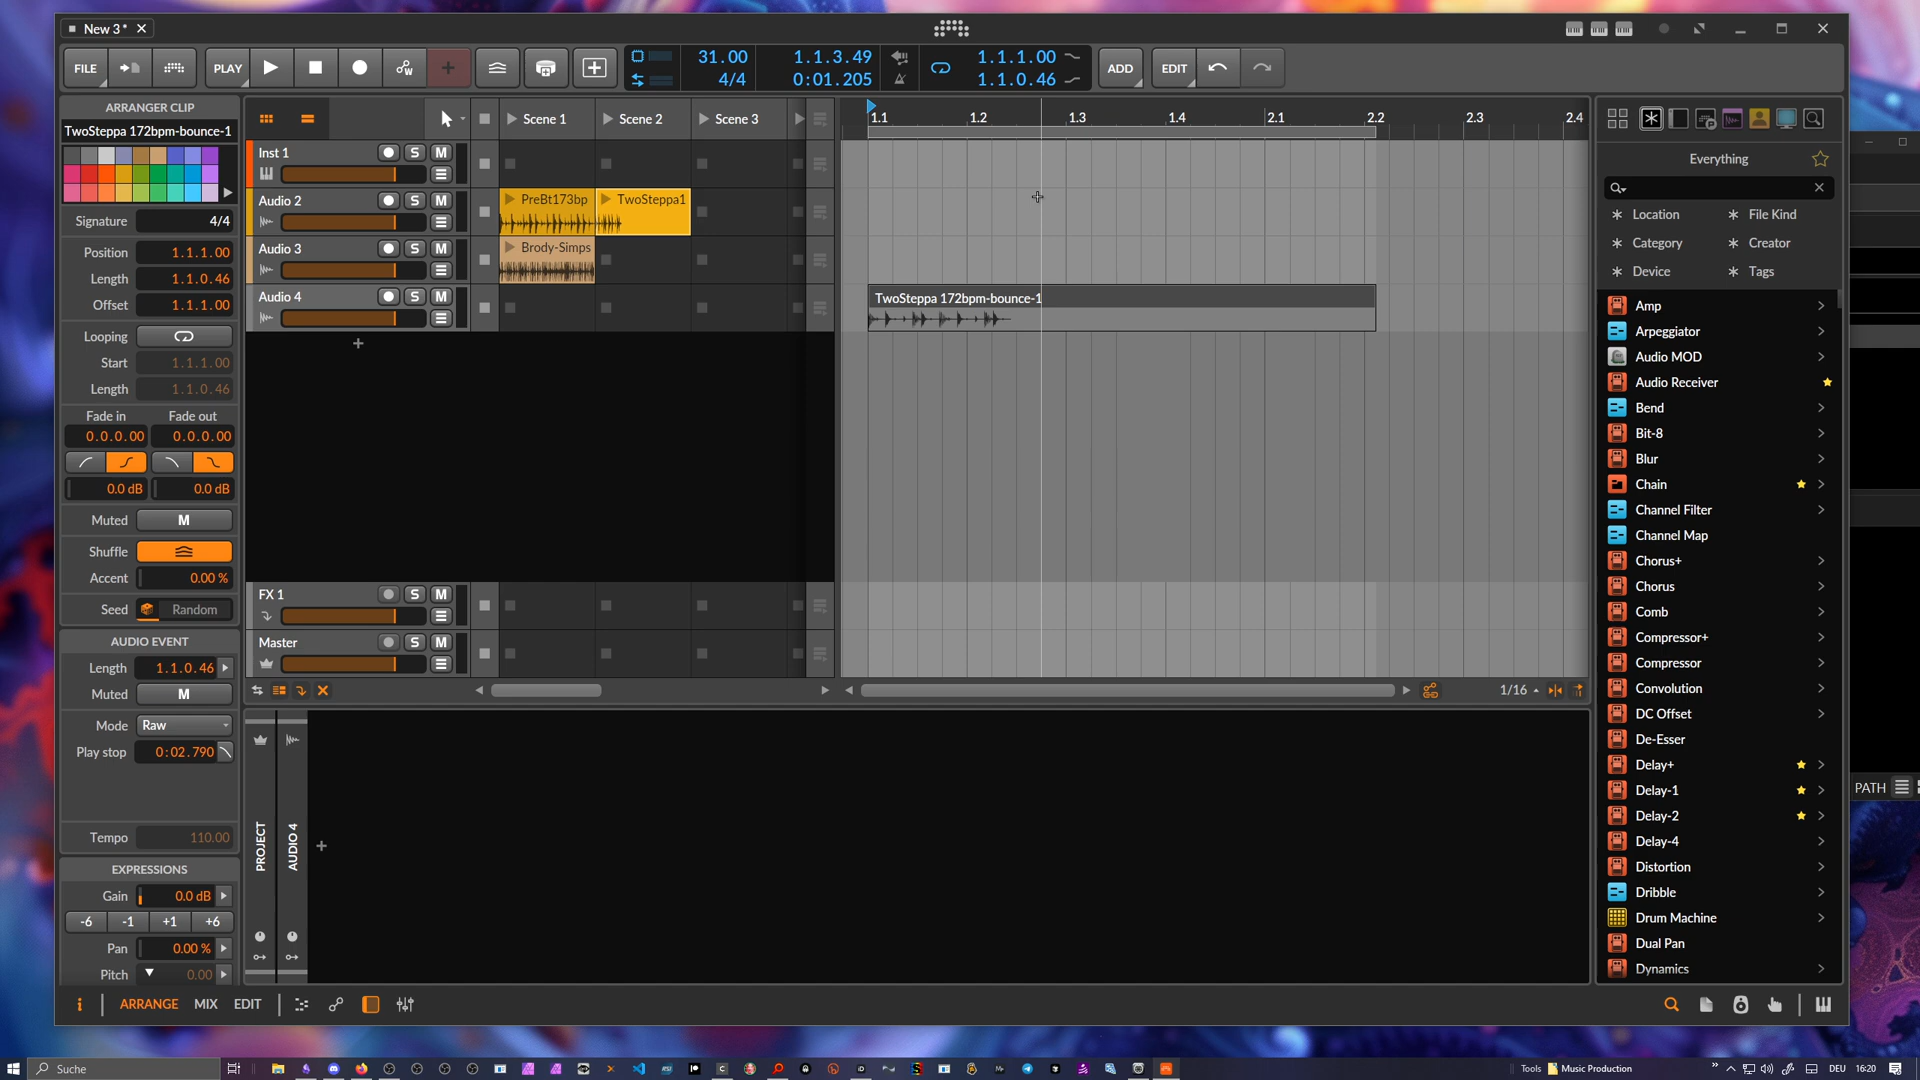 New 3*
FILE
PLAY
31.00
4/4
1.1.3.49
0:01.205
1.1.1.00
1.1.0.46
ADD
EDIT
ARRANGER CLIP
TwoSteppa 172bpm-bounce-1
Signature 4/4
Position 1.1.1.00
Length 1.1.0.46
Offset 1.1.1.00
Looping
Start 1.1.1.00
Length 1.1.0.46
Fade in Fade out
0.0.0.00 0.0.0.00
0.0 dB 0.0 dB
Muted M
Shuffle
Accent 0.00 %
Seed Random
AUDIO EVENT
Length 1.1.0.46
Muted M
Mode Raw
Play stop 0:02.790
Tempo 110.00
EXPRESSIONS
Gain 0.0 dB
-6 -1 +1 +6
Pan 0.00 %
Pitch 0.00
Scene 1 Scene 2 Scene 3
Inst 1 S M
Audio 2 S M
PreBt173bp TwoSteppa1
Audio 3 S M
Brody-Simps
Audio 4 S M
FX 1 S M
Master S M
1.1 1.2 1.3 1.4 2.1 2.2 2.3 2.4
TwoSteppa 172bpm-bounce-1
1/16
PROJECT
AUDIO 4
Everything
Location File Kind
Category Creator
Device Tags
Amp
Arpeggiator
Audio MOD
Audio Receiver
Bend
Bit-8
Blur
Chain
Channel Filter
Channel Map
Chorus+
Chorus
Comb
Compressor+
Compressor
Convolution
DC Offset
De-Esser
Delay+
Delay-1
Delay-2
Delay-4
Distortion
Dribble
Drum Machine
Dual Pan
Dynamics
PATH
i ARRANGE MIX EDIT
Suche
Tools Music Production
DEU 16:20